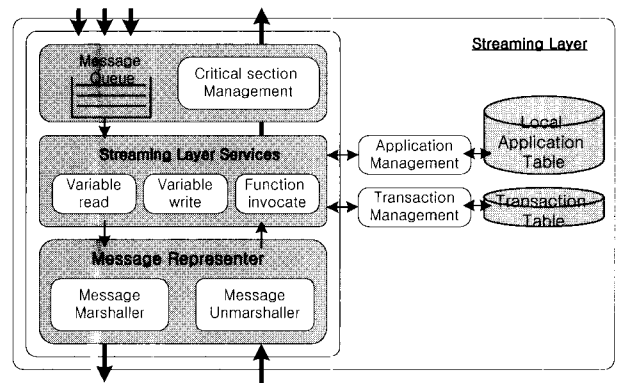 Streaming Layer
Message
Queue
Critical section
Management
Streaming Layer Services
Variable
read
Variable
write
Function
invocate
Application
Management
Local
Application
Table
Transaction
Management
Transaction
Table
Message Representer
Message
Marshaller
Message
Unmarshaller